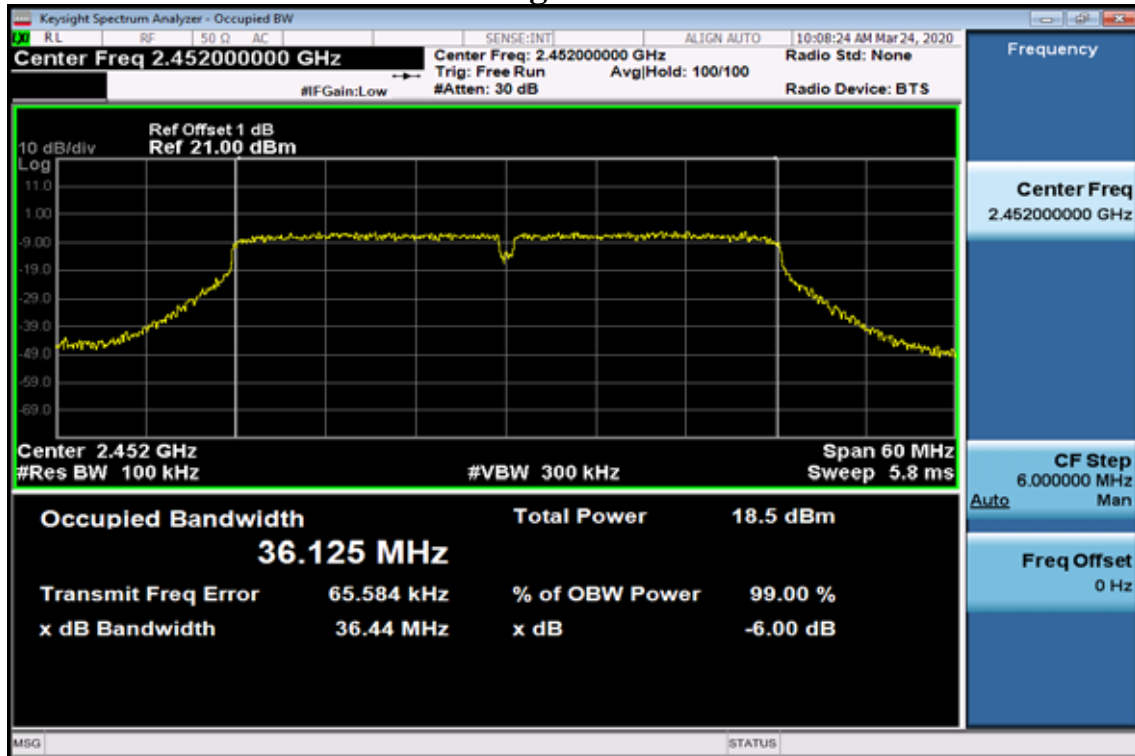 Keysight Spectrum Analyzer - Occupied BW
RL RF 50 Ω AC SENSE:INT ALIGN AUTO 10:08:24 AM Mar 24, 2020
Center Freq 2.452000000 GHz
Center Freq: 2.452000000 GHz Radio Std: None
Trig: Free Run Avg|Hold: 100/100
#IFGain:Low #Atten: 30 dB Radio Device: BTS
Frequency
Ref Offset 1 dB
10 dB/div Ref 21.00 dBm
Log
11.0
1.00
-9.00
-19.0
-29.0
-39.0
-49.0
-59.0
-69.0
Center 2.452 GHz Span 60 MHz
#Res BW 100 kHz #VBW 300 kHz Sweep 5.8 ms
Occupied Bandwidth Total Power 18.5 dBm
36.125 MHz
Transmit Freq Error 65.584 kHz % of OBW Power 99.00 %
x dB Bandwidth 36.44 MHz x dB -6.00 dB
Center Freq
2.452000000 GHz
CF Step
6.000000 MHz
Auto Man
Freq Offset
0 Hz
MSG STATUS